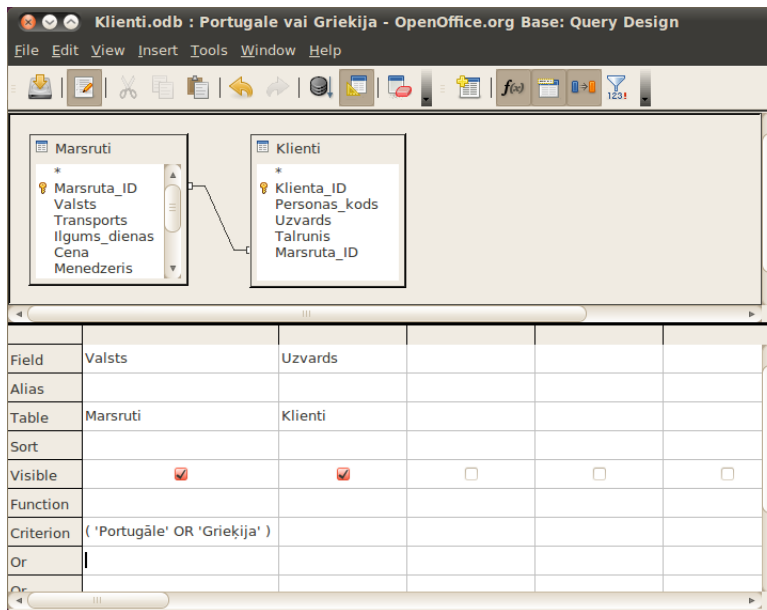 Klienti.odb : Portugale vai Griekija - OpenOffice.org Base: Query Design
File Edit View Insert Tools Window Help
f(x) 123!
Marsruti
*
Marsruta_ID
Valsts
Transports
Ilgums_dienas
Cena
Menedzeris
Klienti
*
Klienta_ID
Personas_kods
Uzvards
Talrunis
Marsruta_ID
Field Valsts Uzvards
Alias
Table Marsruti Klienti
Sort
Visible
Function
Criterion ( 'Portugāle' OR 'Grieķija' )
Or
Or